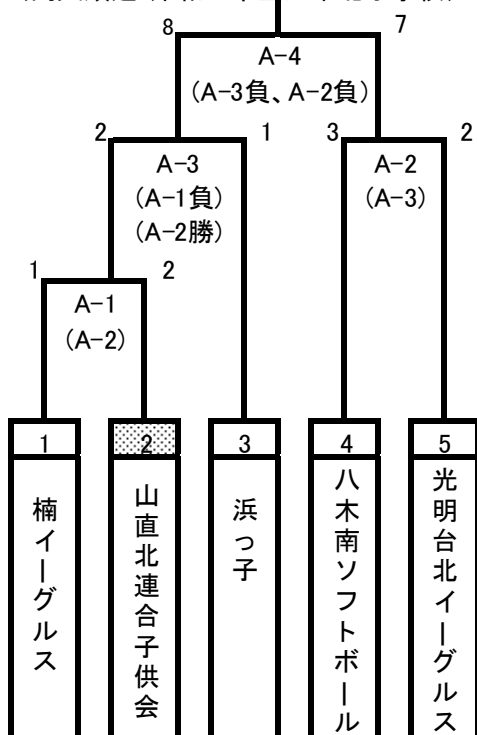 8
7
A-4
(A-3負、A-2負)
2
1
3
2
A-3
(A-1負)
(A-2勝)
A-2
(A-3)
1
2
A-1
(A-2)
1
2
3
4
5
楠イーグルス
山直北連合子供会
浜っ子
八木南ソフトボール
光明台北イーグルス